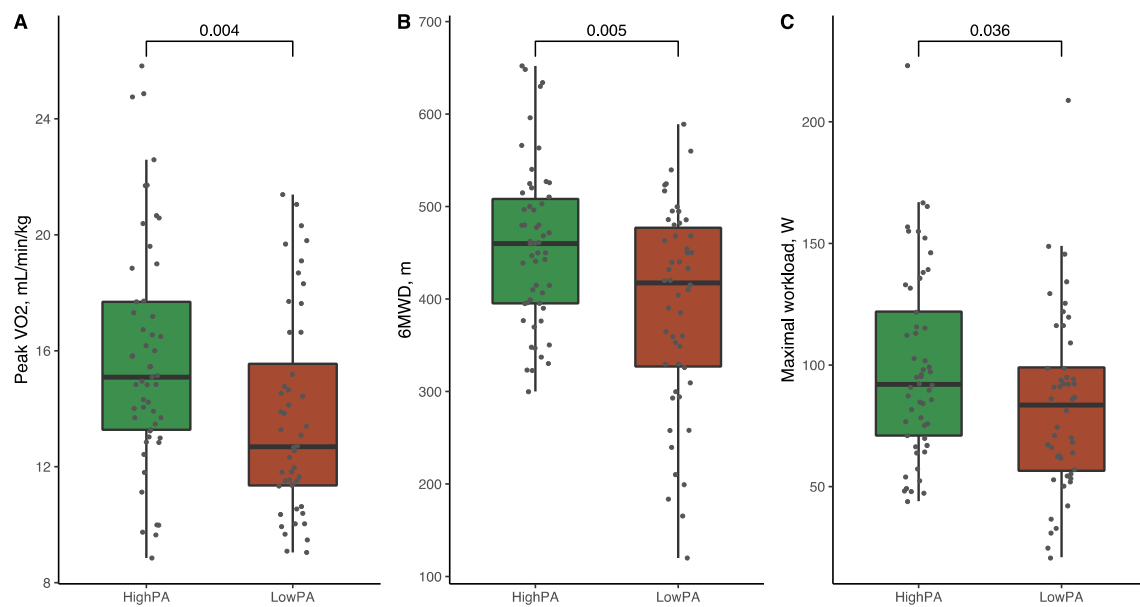 A
0.004
24
20
16
12
8
Peak VO2, mL/min/kg
HighPA
LowPA
B
0.005
700
600
500
400
300
200
100
6MWD, m
HighPA
LowPA
C
0.036
200
150
100
50
Maximal workload, W
HighPA
LowPA